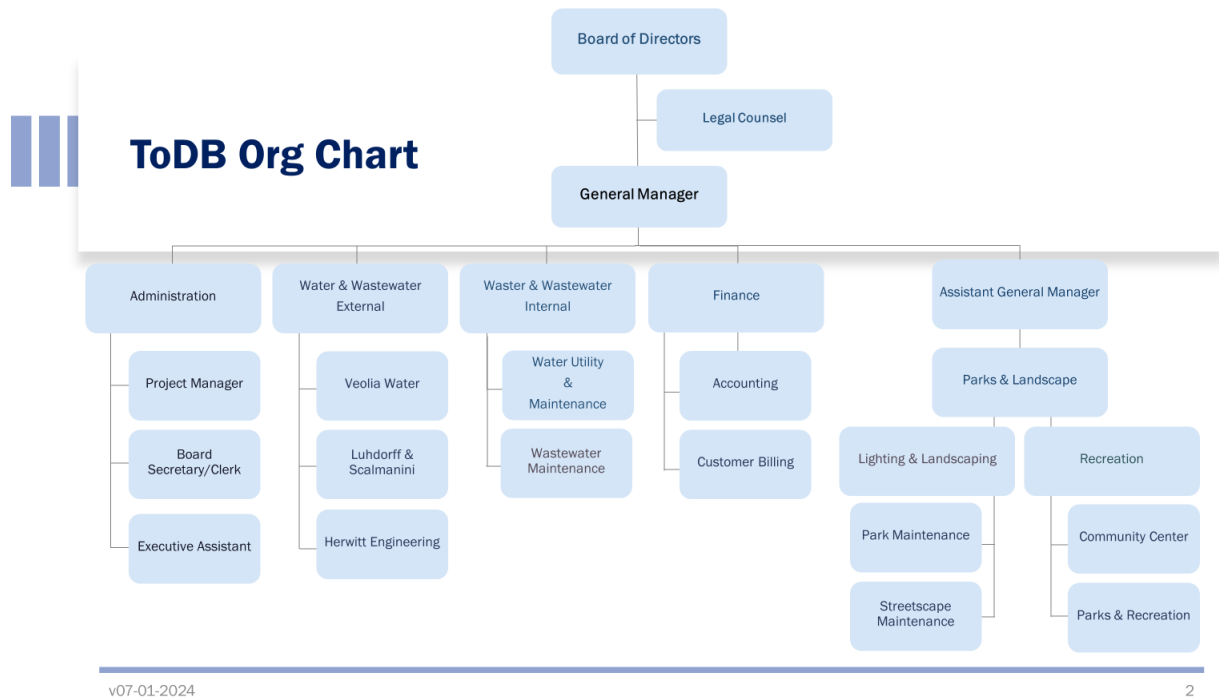 Board of Directors
Legal Counsel
ToDB Org Chart
General Manager
Administration
Water & Wastewater
External
Waster & Wastewater
Internal
Finance
Assistant General Manager
Project Manager
Veolia Water
Water Utility
&
Maintenance
Accounting
Parks & Landscape
Board
Secretary/Clerk
Luhdorff &
Scalmanini
Wastewater
Maintenance
Customer Billing
Lighting & Landscaping
Recreation
Executive Assistant
Herwitt Engineering
Park Maintenance
Community Center
Streetscape
Maintenance
Parks & Recreation
v07-01-2024
2